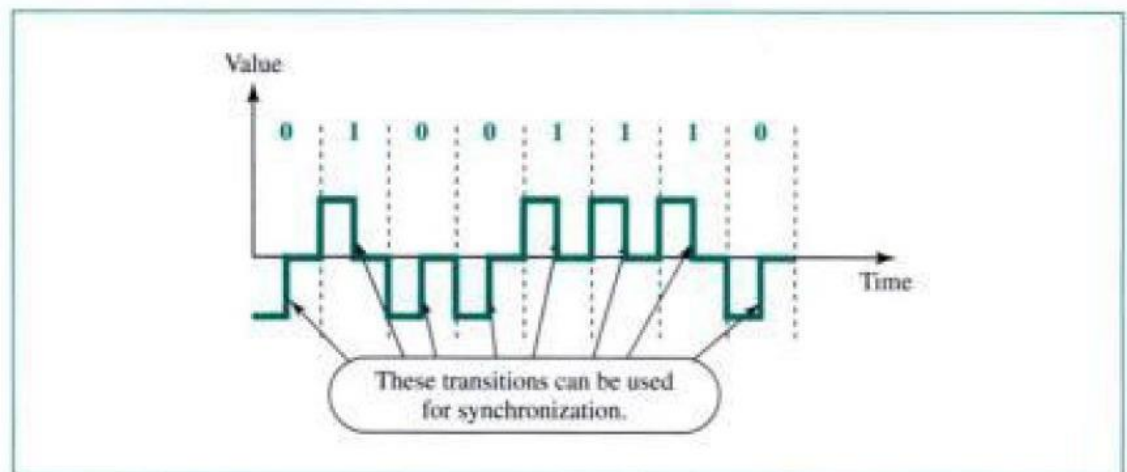 Value
0 1 0 0 1 1 1 0
Time
These transitions can be used
for synchronization.